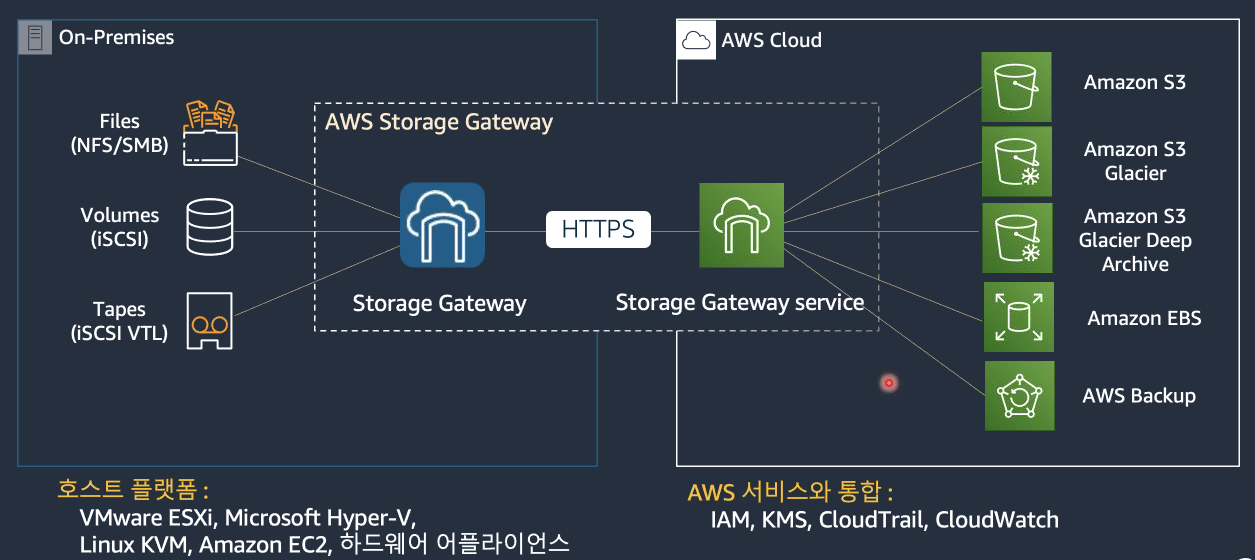 On-Premises
AWS Cloud
Files
(NFS/SMB)
Volumes
(iSCSI)
Tapes
(iSCSI VTL)
AWS Storage Gateway
Storage Gateway
HTTPS
Storage Gateway service
Amazon S3
Amazon S3
Glacier
Amazon S3
Glacier Deep
Archive
Amazon EBS
AWS Backup
호스트 플랫폼 :
VMware ESXi, Microsoft Hyper-V,
Linux KVM, Amazon EC2, 하드웨어 어플라이언스
AWS 서비스와 통합 :
IAM, KMS, CloudTrail, CloudWatch